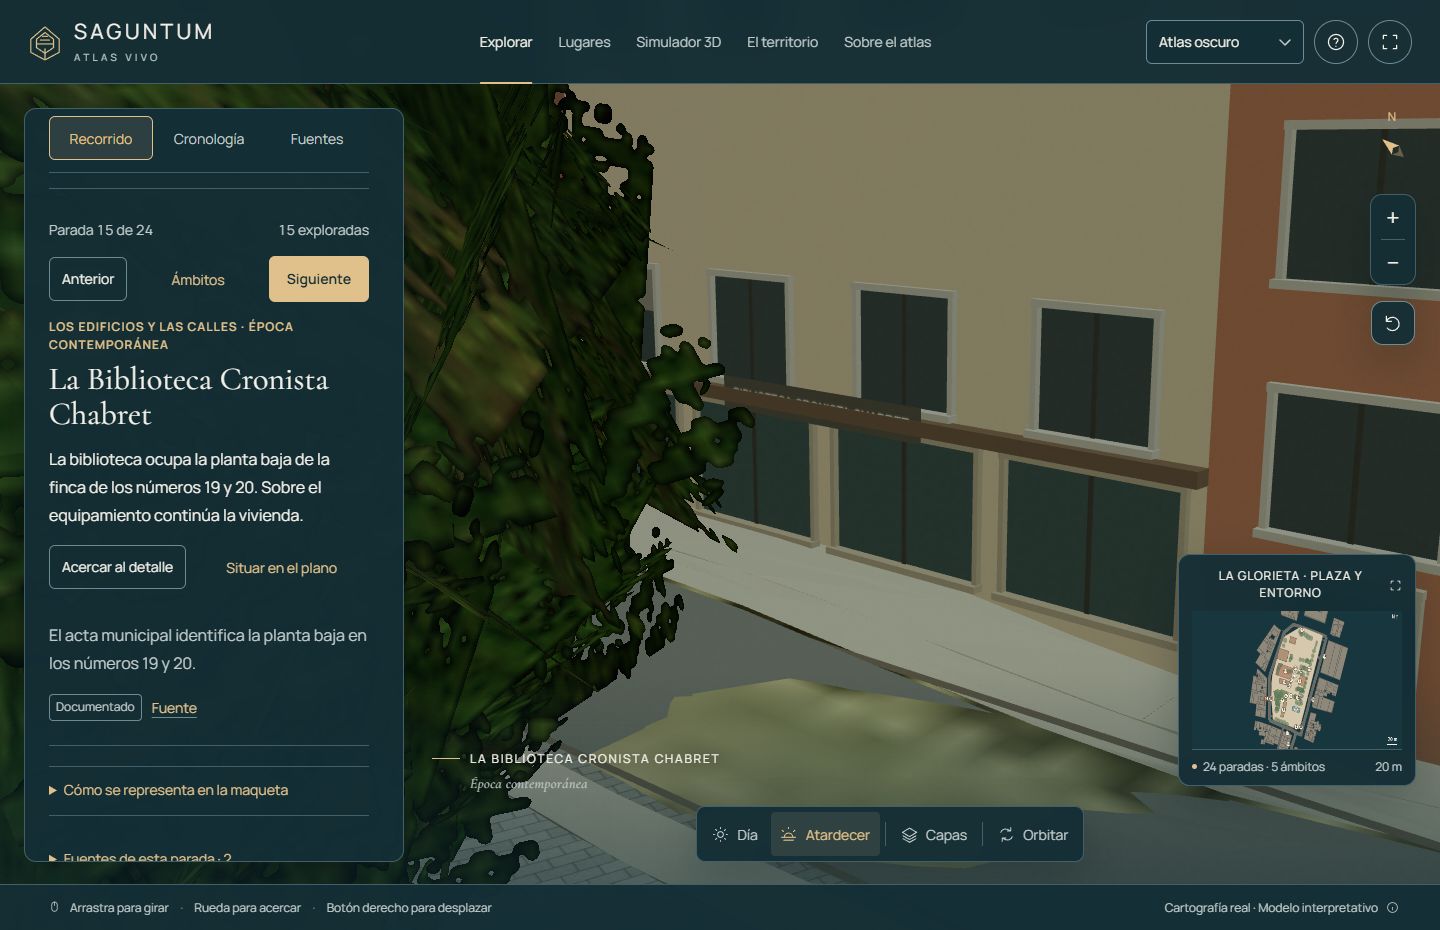 SAGUNTUM
ATLAS VIVO
Explorar
Lugares
Simulador 3D
El territorio
Sobre el atlas
Atlas oscuro
Recorrido
Cronología
Fuentes
N
Parada 15 de 24
15 exploradas
Anterior
Ámbitos
Siguiente
LOS EDIFICIOS Y LAS CALLES · ÉPOCA
CONTEMPORÁNEA
La Biblioteca Cronista
Chabret
La biblioteca ocupa la planta baja de la
finca de los números 19 y 20. Sobre el
equipamiento continúa la vivienda.
Acercar al detalle
Situar en el plano
El acta municipal identifica la planta baja en
los números 19 y 20.
Documentado
Fuente
Cómo se representa en la maqueta
Fuentes de esta parada · 2
LA BIBLIOTECA CRONISTA CHABRET
Época contemporánea
LA GLORIETA · PLAZA Y
ENTORNO
24 paradas · 5 ámbitos
20 m
Día
Atardecer
Capas
Orbitar
Arrastra para girar · Rueda para acercar · Botón derecho para desplazar
Cartografía real · Modelo interpretativo